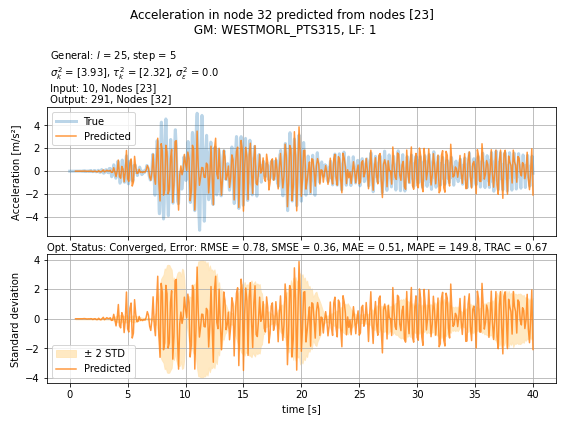 Acceleration in node 32 predicted from nodes [23]
GM: WESTMORL_PTS315, LF: 1
General: l = 25, step = 5
σ²ₖ = [3.93], τ²ₖ = [2.32], σ²ε = 0.0
Input: 10, Nodes [23]
Output: 291, Nodes [32]
True
Predicted
4
2
0
−2
−4
Acceleration [m/s²]
Opt. Status: Converged, Error: RMSE = 0.78, SMSE = 0.36, MAE = 0.51, MAPE = 149.8, TRAC = 0.67
4
2
0
−2
−4
Standard deviation
± 2 STD
Predicted
0 5 10 15 20 25 30 35 40
time [s]